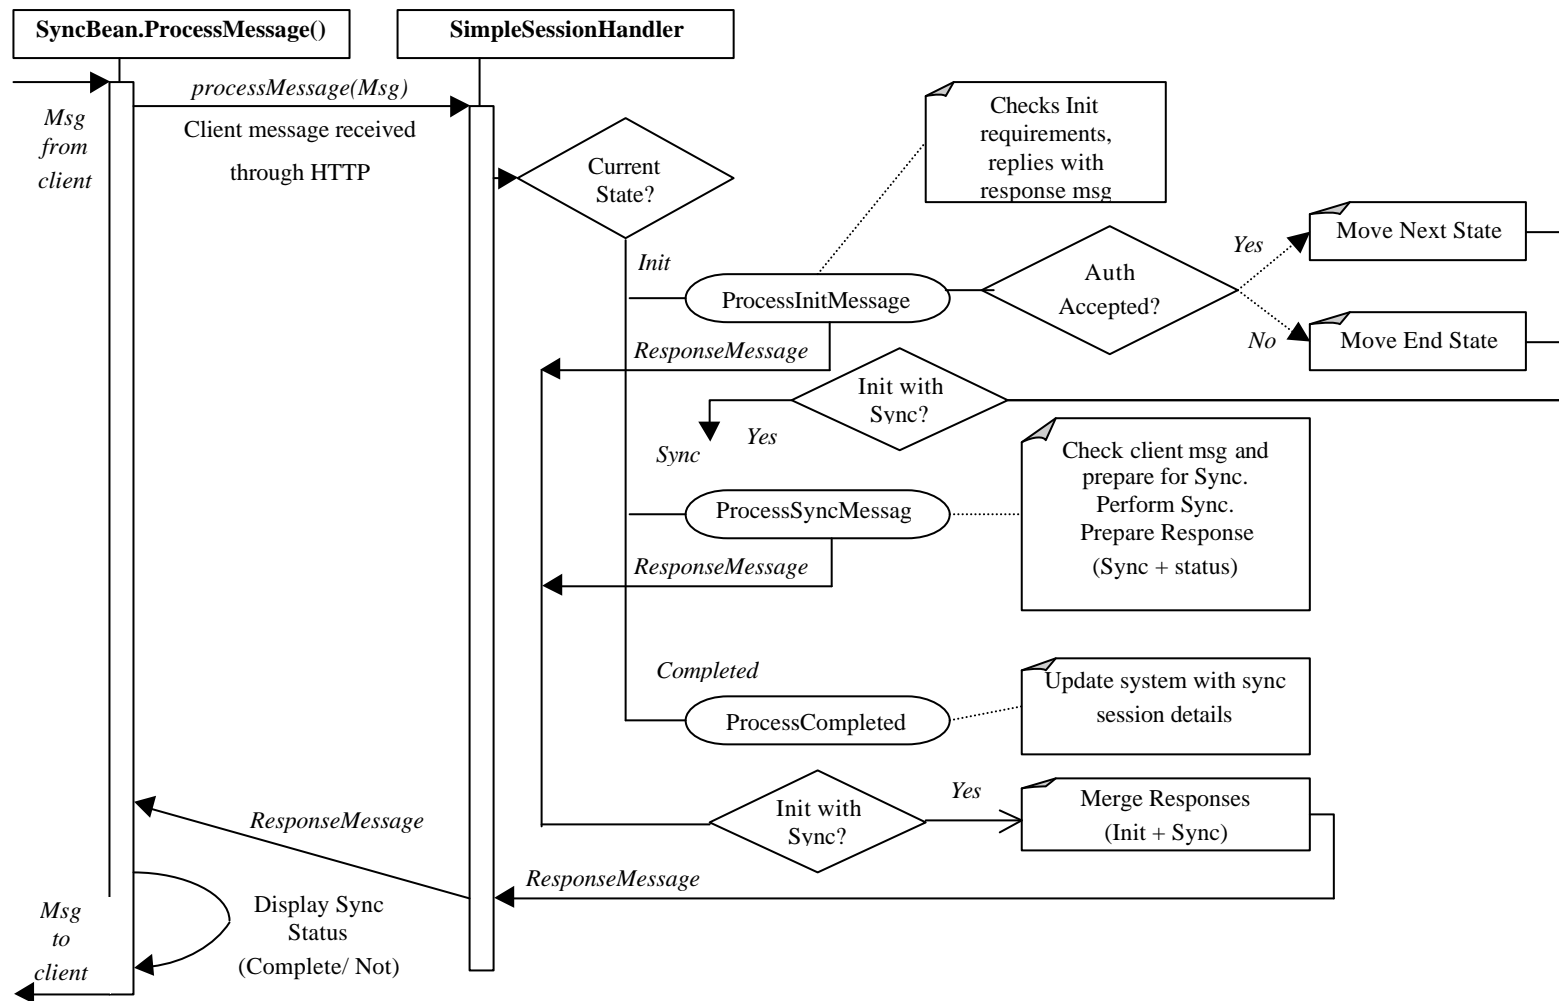 SyncBean.ProcessMessage()
SimpleSessionHandler
processMessage(Msg)
Client message received
through HTTP
Msg
from
client
Current
State?
Checks Init
requirements,
replies with
response msg
Move Next State
Yes
Init
Auth
Accepted?
ProcessInitMessage
No
Move End State
ResponseMessage
Init with
Sync?
Yes
Sync
Check client msg and
prepare for Sync.
Perform Sync.
Prepare Response
(Sync + status)
ProcessSyncMessag
ResponseMessage
Completed
Update system with sync
session details
ProcessCompleted
Init with
Sync?
Yes
Merge Responses
(Init + Sync)
ResponseMessage
ResponseMessage
Display Sync
Status
(Complete/ Not)
Msg
to
client